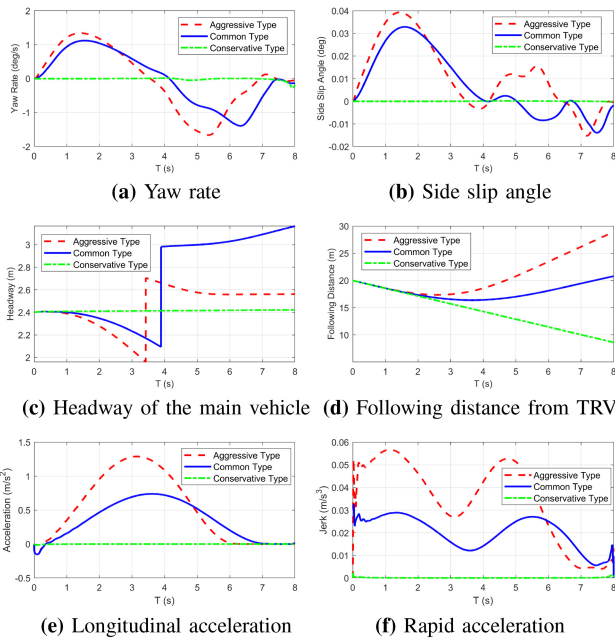 2
1
0
-1
-2
Yaw Rate (deg/s)
Aggressive Type
Common Type
Conservative Type
0 1 2 3 4 5 6 7 8
T (s)
(a) Yaw rate
0.04
0.03
0.02
0.01
0
-0.01
-0.02
Side Slip Angle (deg)
Aggressive Type
Common Type
Conservative Type
0 1 2 3 4 5 6 7 8
T (s)
(b) Side slip angle
3
2.8
2.6
2.4
2.2
2
Headway (m)
Aggressive Type
Common Type
Conservative Type
0 1 2 3 4 5 6 7 8
T (s)
(c) Headway of the main vehicle
30
25
20
15
10
Following Distance (m)
Aggressive Type
Common Type
Conservative Type
0 1 2 3 4 5 6 7 8
T (s)
(d) Following distance from TRV
1.5
1
0.5
0
-0.5
Acceleration (m/s²)
Aggressive Type
Common Type
Conservative Type
0 1 2 3 4 5 6 7 8
T (s)
(e) Longitudinal acceleration
0.06
0.05
0.04
0.03
0.02
0.01
0
Jerk (m/s³)
Aggressive Type
Common Type
Conservative Type
0 1 2 3 4 5 6 7 8
T (s)
(f) Rapid acceleration